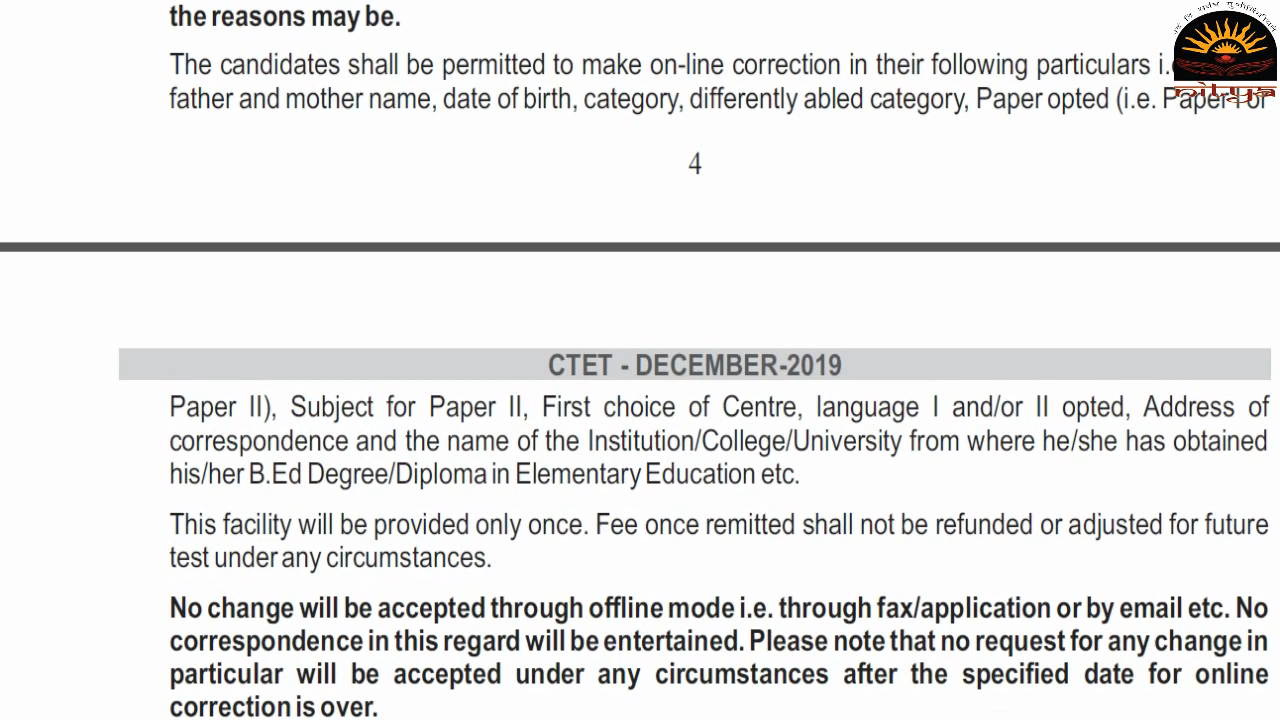 the reasons may be.
The candidates shall be permitted to make on-line correction in their following particulars
father and mother name, date of birth, category, differently abled category, Paper opted (i.e. Paper I or
4
CTET - DECEMBER-2019
Paper II), Subject for Paper II, First choice of Centre, language I and/or II opted, Address of
correspondence and the name of the Institution/College/University from where he/she has obtained
his/her B.Ed Degree/Diploma in Elementary Education etc.
This facility will be provided only once. Fee once remitted shall not be refunded or adjusted for future
test under any circumstances.
No change will be accepted through offline mode i.e. through fax/application or by email etc. No
correspondence in this regard will be entertained. Please note that no request for any change in
particular will be accepted under any circumstances after the specified date for online
correction is over.